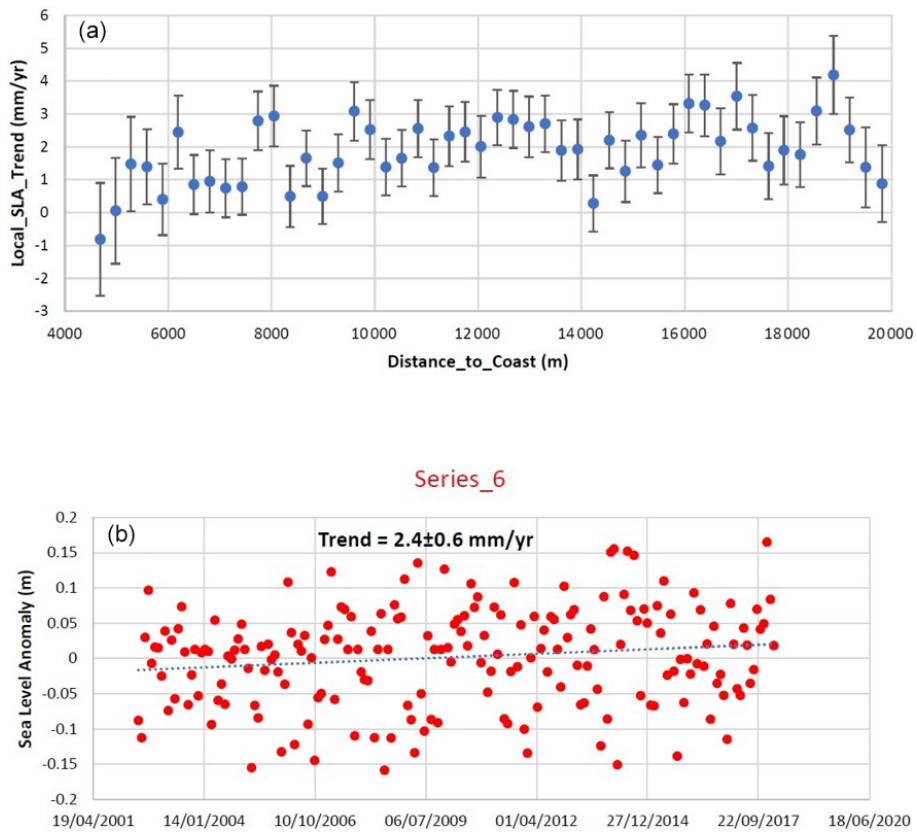 (a)
Local_SLA_Trend (mm/yr)
6
5
4
3
2
1
0
-1
-2
-3
4000 6000 8000 10000 12000 14000 16000 18000 20000
Distance_to_Coast (m)
Series_6
(b)
Trend = 2.4±0.6 mm/yr
Sea Level Anomaly (m)
0.2
0.15
0.1
0.05
0
-0.05
-0.1
-0.15
-0.2
19/04/2001 14/01/2004 10/10/2006 06/07/2009 01/04/2012 27/12/2014 22/09/2017 18/06/2020